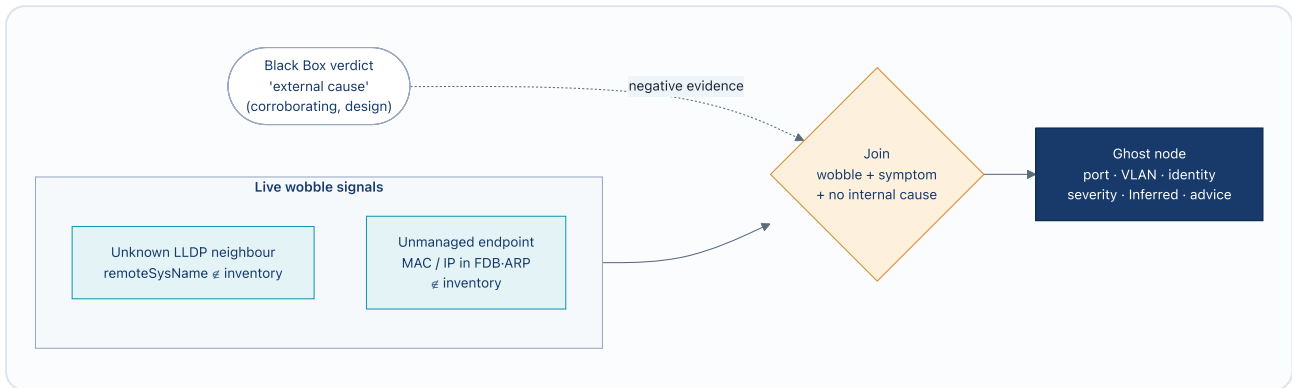 Black Box verdict
'external cause'
(corroborating, design)
negative evidence
Live wobble signals
Unknown LLDP neighbour
remoteSysName ∉ inventory
Unmanaged endpoint
MAC / IP in FDB·ARP
∉ inventory
Join
wobble + symptom
+ no internal cause
Ghost node
port · VLAN · identity
severity · Inferred · advice